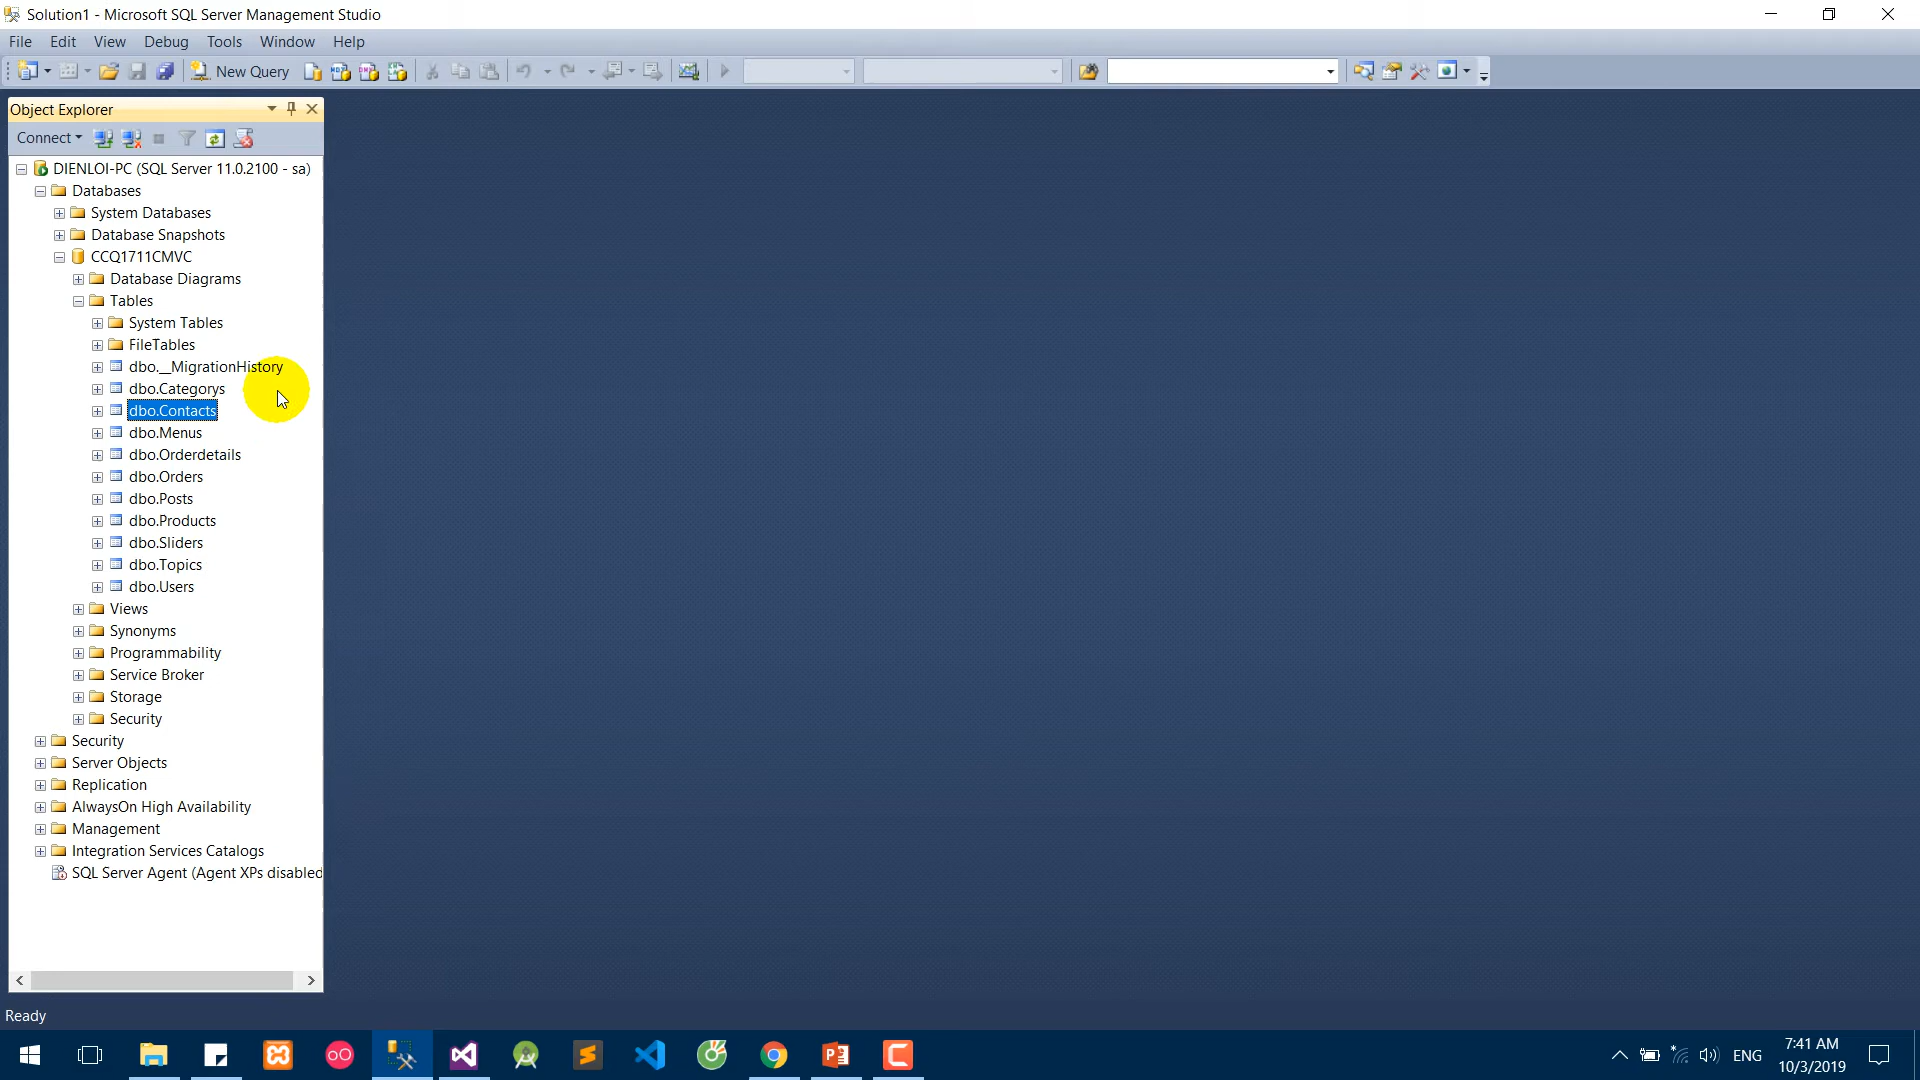 Solution1 - Microsoft SQL Server Management Studio
File Edit View Debug Tools Window Help
New Query
Object Explorer
Connect
DIENLOI-PC (SQL Server 11.0.2100 - sa)
Databases
System Databases
Database Snapshots
CCQ1711CMVC
Database Diagrams
Tables
System Tables
FileTables
dbo.__MigrationHistory
dbo.Categorys
dbo.Contacts
dbo.Menus
dbo.Orderdetails
dbo.Orders
dbo.Posts
dbo.Products
dbo.Sliders
dbo.Topics
dbo.Users
Views
Synonyms
Programmability
Service Broker
Storage
Security
Security
Server Objects
Replication
AlwaysOn High Availability
Management
Integration Services Catalogs
SQL Server Agent (Agent XPs disabled
Ready
ENG
7:41 AM
10/3/2019